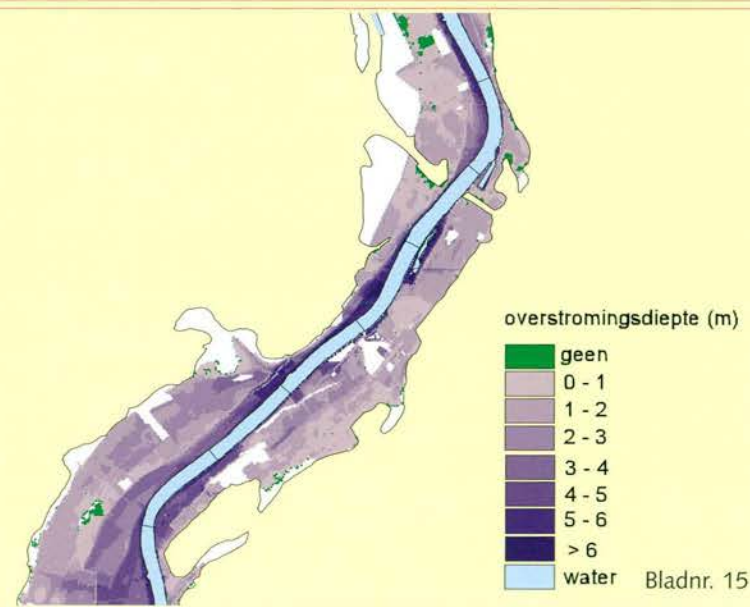 overstromingsdiepte (m)
geen
0 - 1
1 - 2
2 - 3
3 - 4
4 - 5
5 - 6
> 6
water
Bladnr. 15